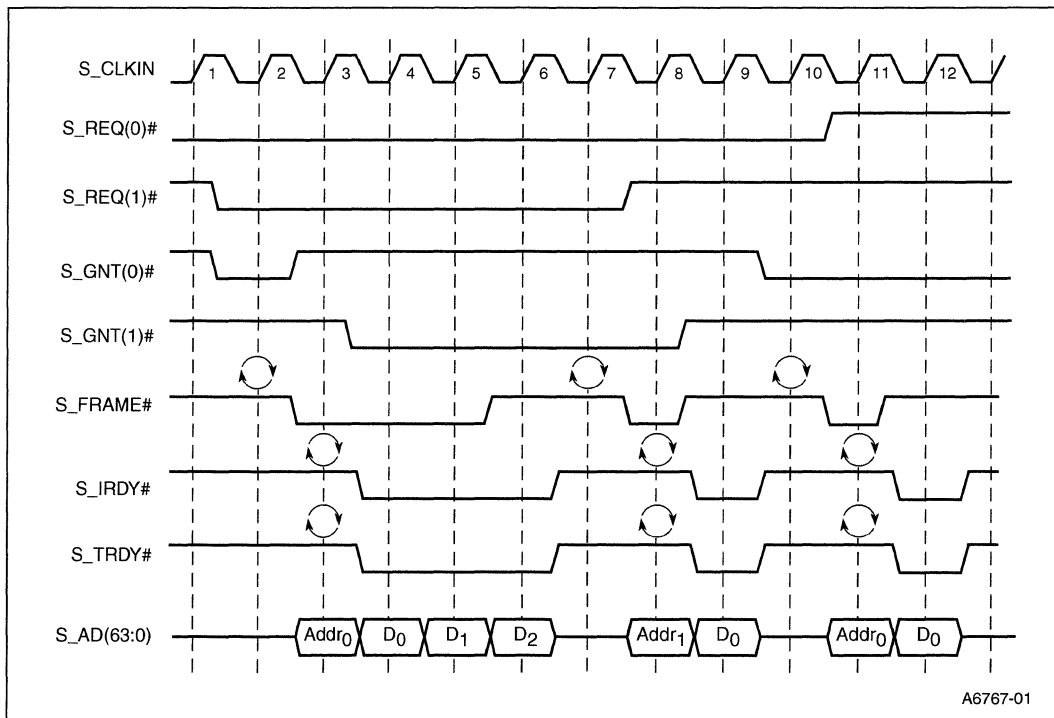 S_CLKIN 1 2 3 4 5 6 7 8 9 10 11 12
S_REQ(0)#
S_REQ(1)#
S_GNT(0)#
S_GNT(1)#
S_FRAME#
S_IRDY#
S_TRDY#
S_AD(63:0) Addr0 D0 D1 D2 Addr1 D0 Addr0 D0
A6767-01